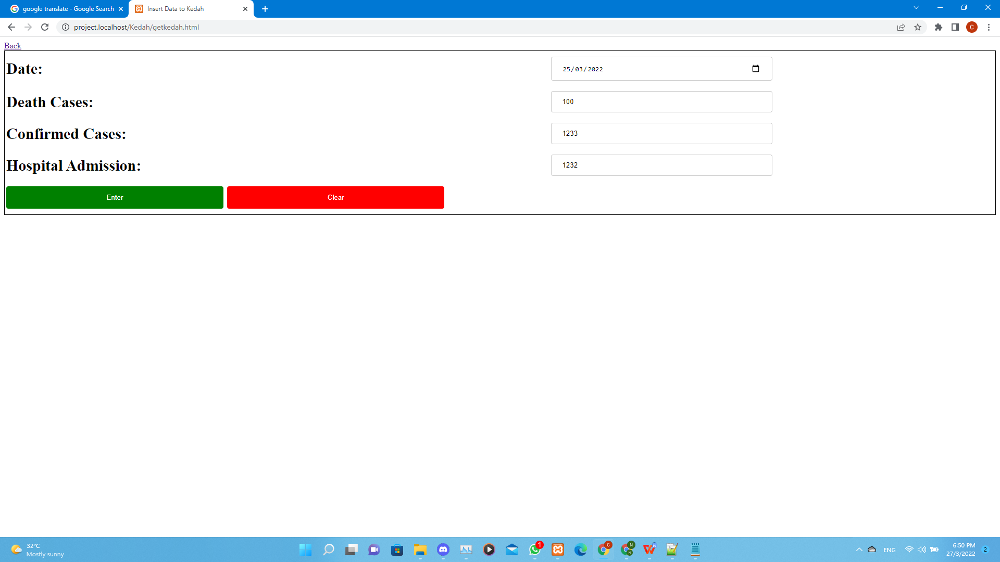 google translate - Google Search
Insert Data to Kedah
project.localhost/Kedah/getkedah.html
C
Back
Date:
25/03/2022
Death Cases:
100
Confirmed Cases:
1233
Hospital Admission:
1232
Enter
Clear
32°C
Mostly sunny
1
C
N
N
W
ENG
6:50 PM
27/3/2022
2